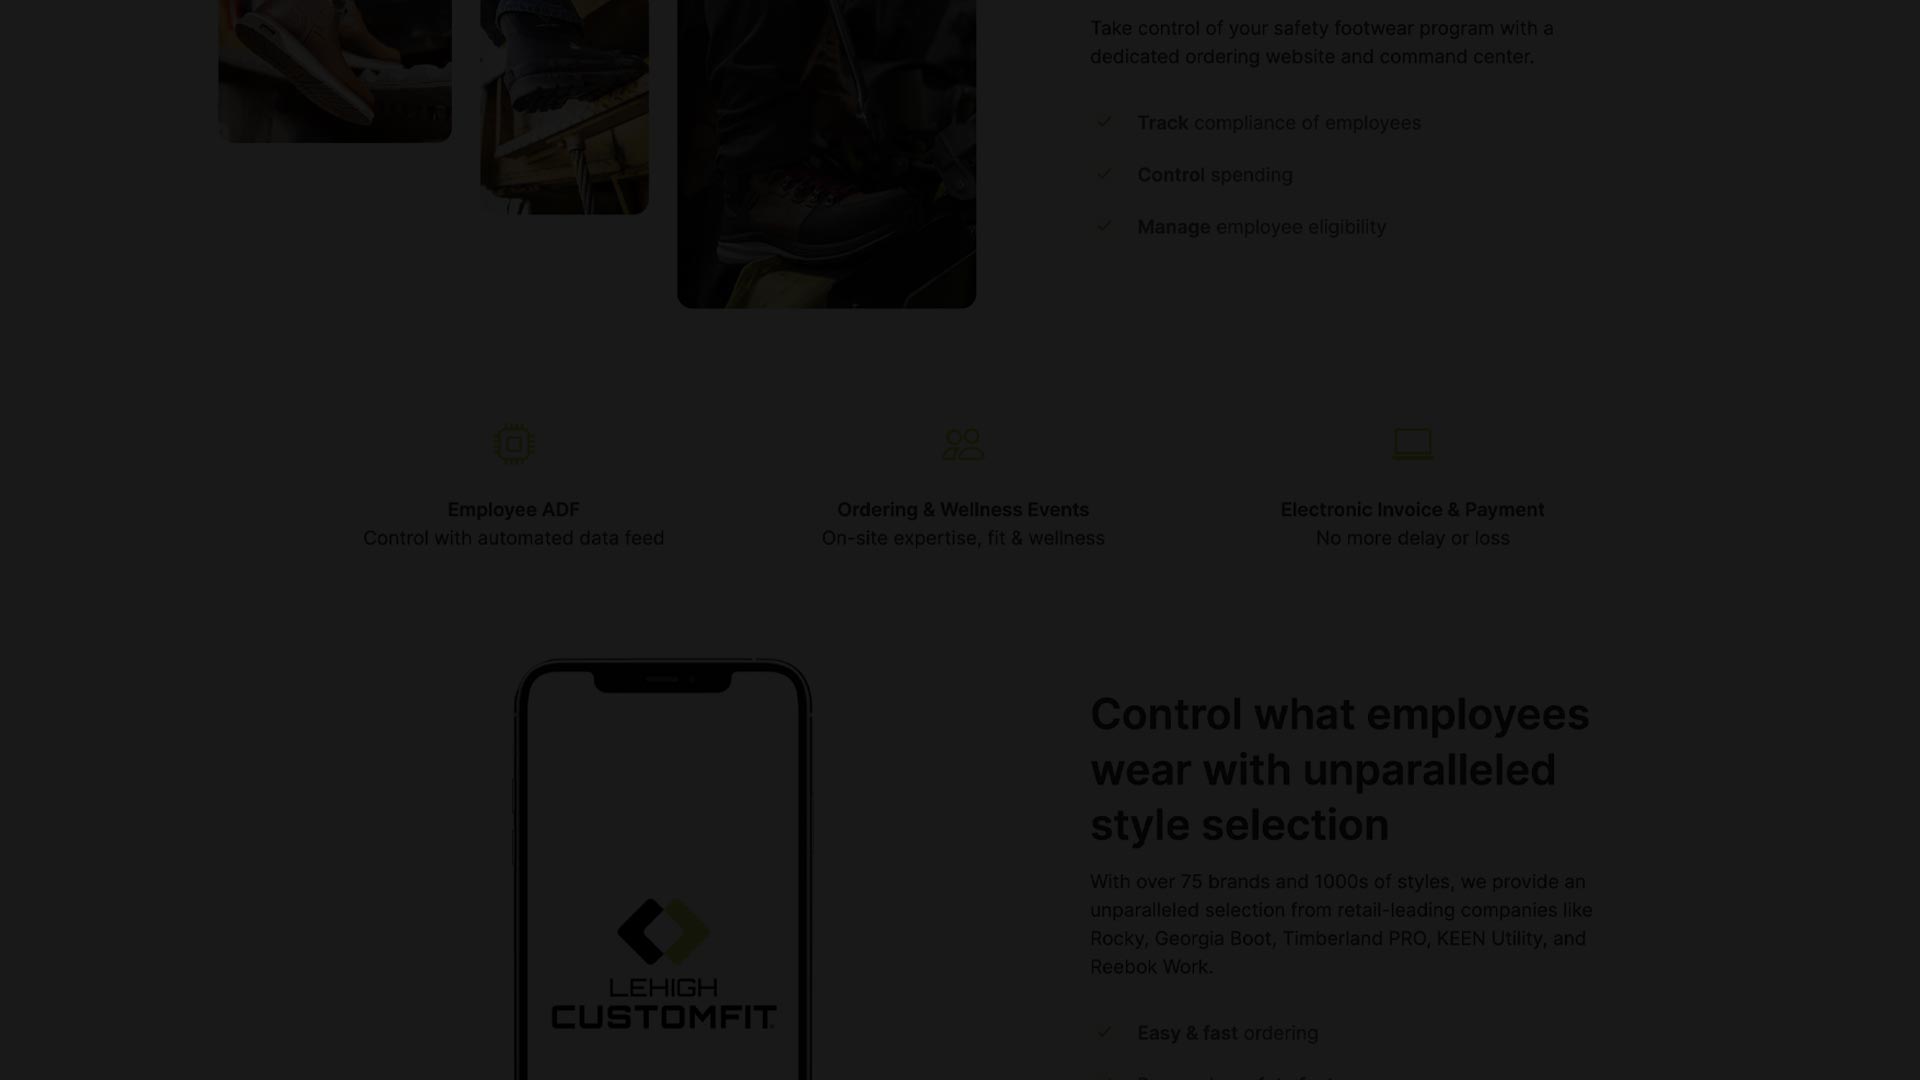 Take control of your safety footwear program with a
dedicated ordering website and command center.
Track compliance of employees
Control spending
Manage employee eligibility
Employee ADF
Control with automated data feed
Ordering & Wellness Events
On-site expertise, fit & wellness
Electronic Invoice & Payment
No more delay or loss
LEHIGH
CUSTOMFIT
Control what employees
wear with unparalleled
style selection
With over 75 brands and 1000s of styles, we provide an
unparalleled selection from retail-leading companies like
Rocky, Georgia Boot, Timberland PRO, KEEN Utility, and
Reebok Work.
Easy & fast ordering